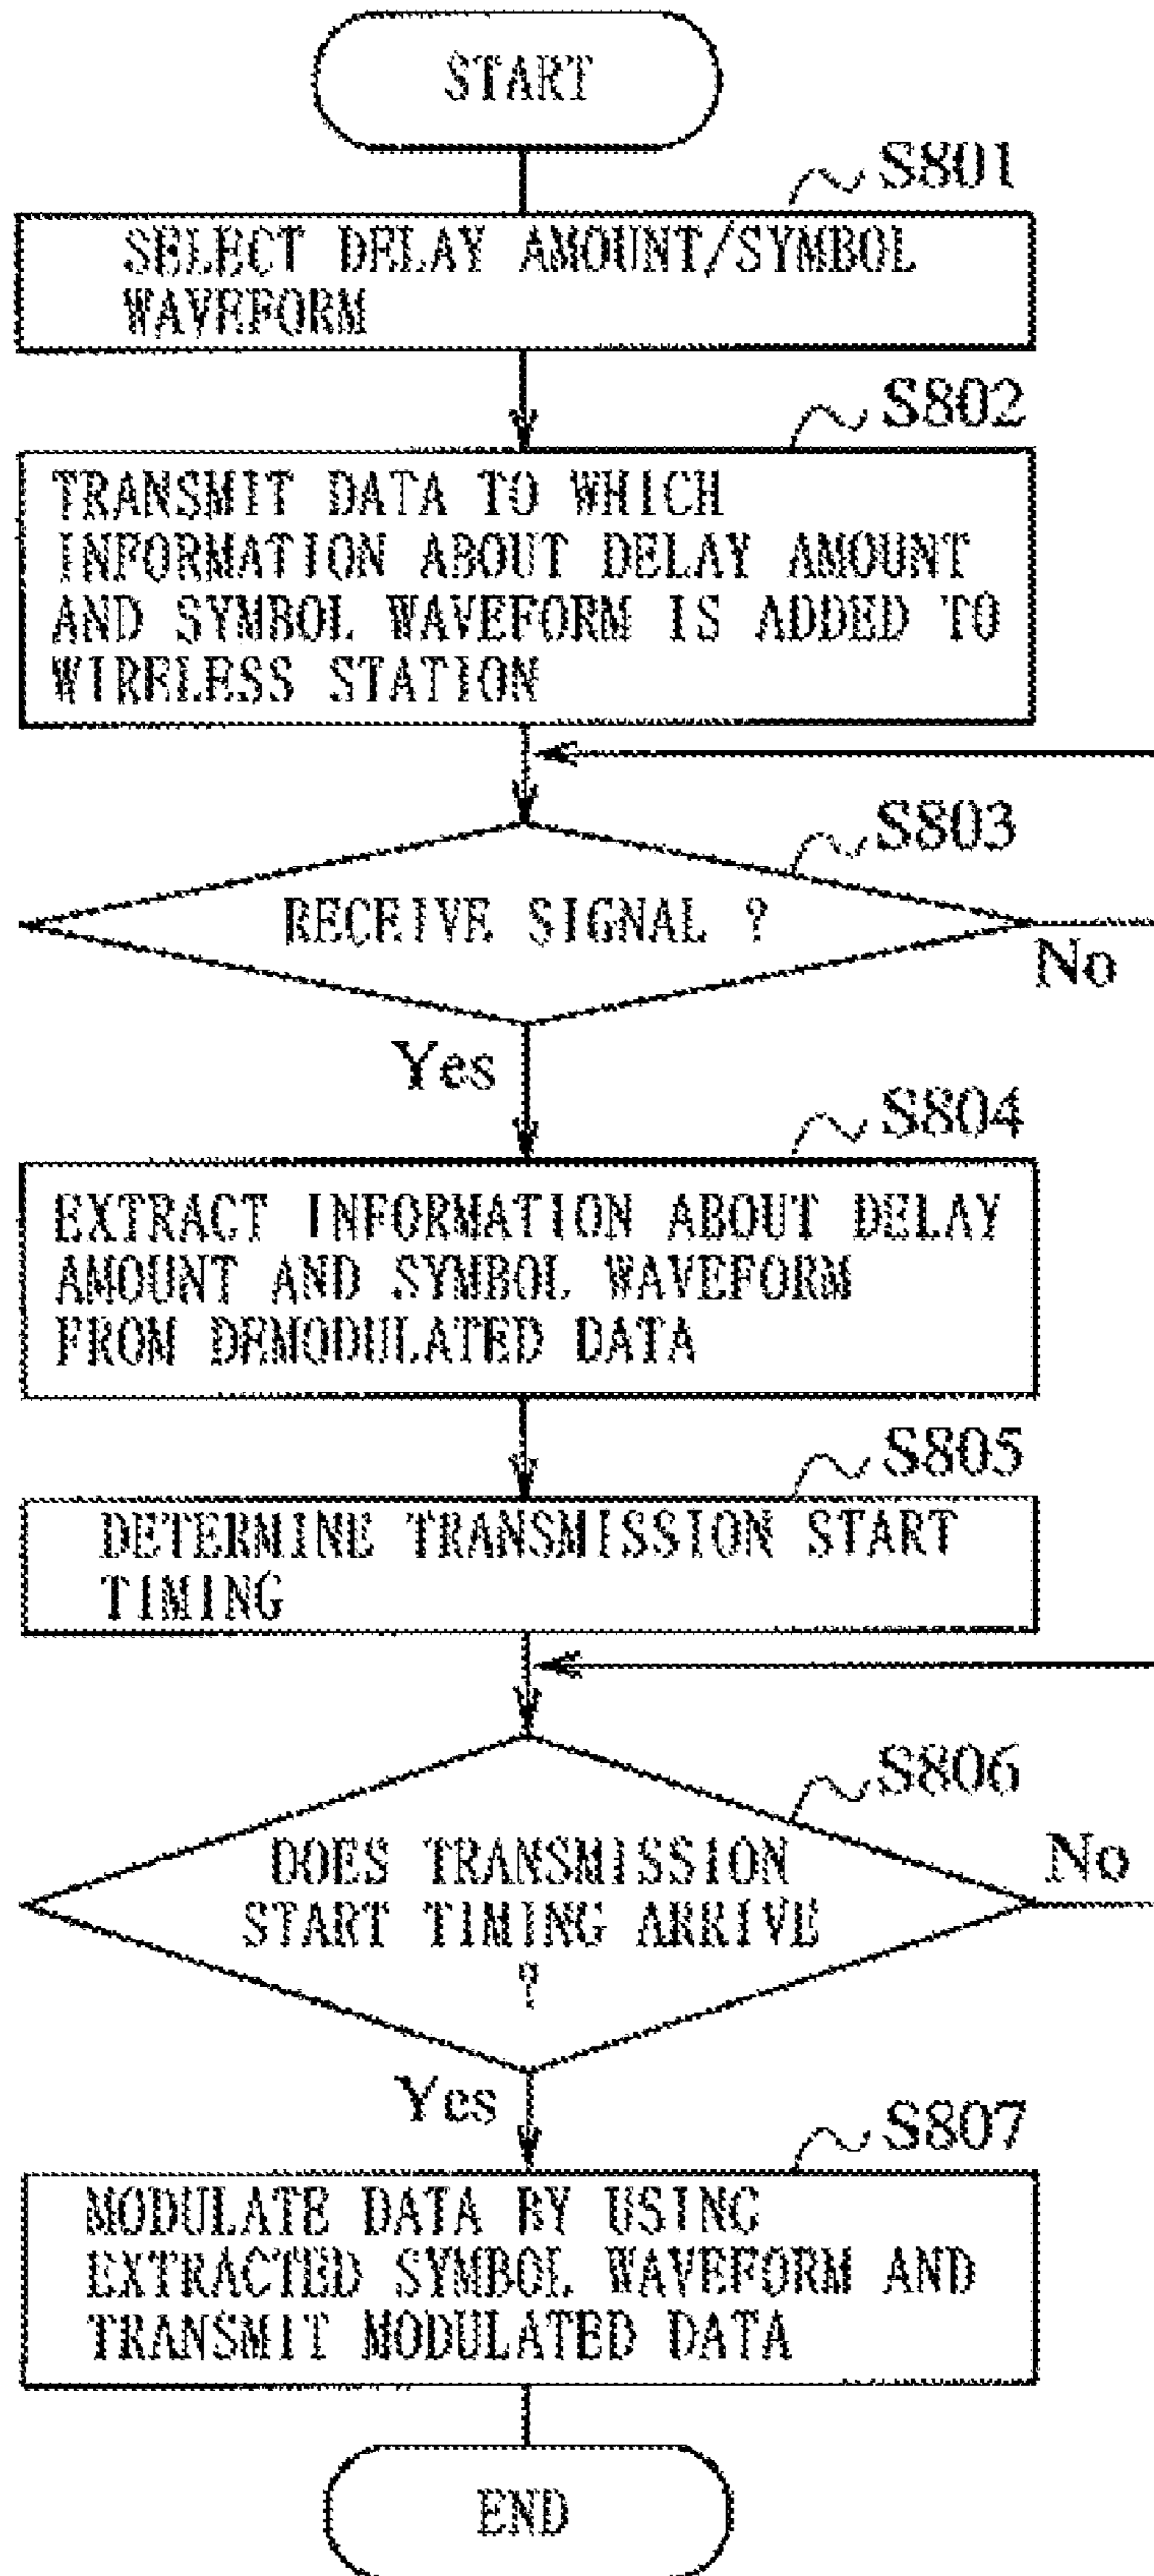 START
S801
SELECT DELAY AMOUNT/SYMBOL
WAVEFORM
S802
TRANSMIT DATA TO WHICH
INFORMATION ABOUT DELAY AMOUNT
AND SYMBOL WAVEFORM IS ADDED TO
WIRELESS STATION
S803
RECEIVE SIGNAL ?
No
Yes
S804
EXTRACT INFORMATION ABOUT DELAY
AMOUNT AND SYMBOL WAVEFORM
FROM DEMODULATED DATA
S805
DETERMINE TRANSMISSION START
TIMING
S806
DOES TRANSMISSION
START TIMING ARRIVE
?
No
Yes
S807
MODULATE DATA BY USING
EXTRACTED SYMBOL WAVEFORM AND
TRANSMIT MODULATED DATA
END